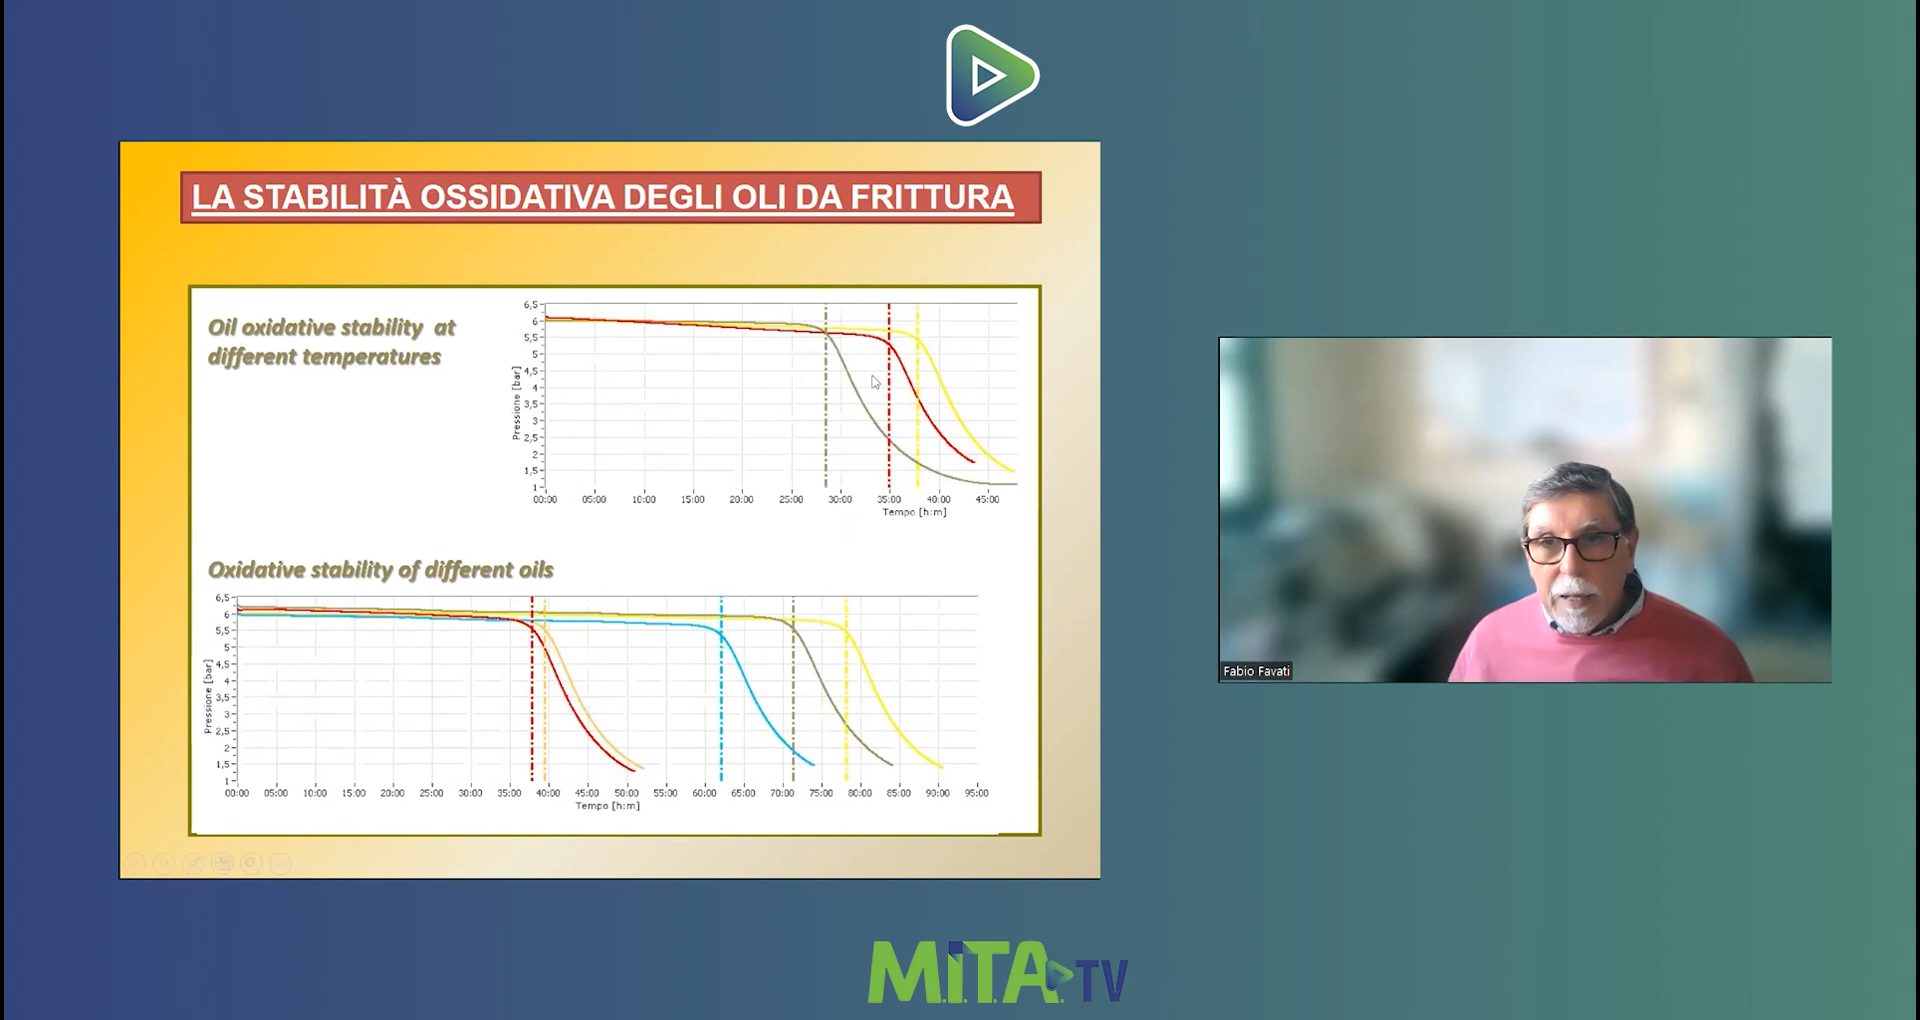 LA STABILITÀ OSSIDATIVA DEGLI OLI DA FRITTURA
Oil oxidative stability at
different temperatures
6,5
6
5,5
5
4,5
4
3,5
3
2,5
2
1,5
1
Pressione [bar]
00:00 05:00 10:00 15:00 20:00 25:00 30:00 35:00 40:00 45:00
Tempo [h:m]
Oxidative stability of different oils
6,5
6
5,5
5
4,5
4
3,5
3
2,5
2
1,5
1
Pressione [bar]
00:00 05:00 10:00 15:00 20:00 25:00 30:00 35:00 40:00 45:00 50:00 55:00 60:00 65:00 70:00 75:00 80:00 85:00 90:00 95:00
Tempo [h:m]
Fabio Favati
M.I.T.A. TV